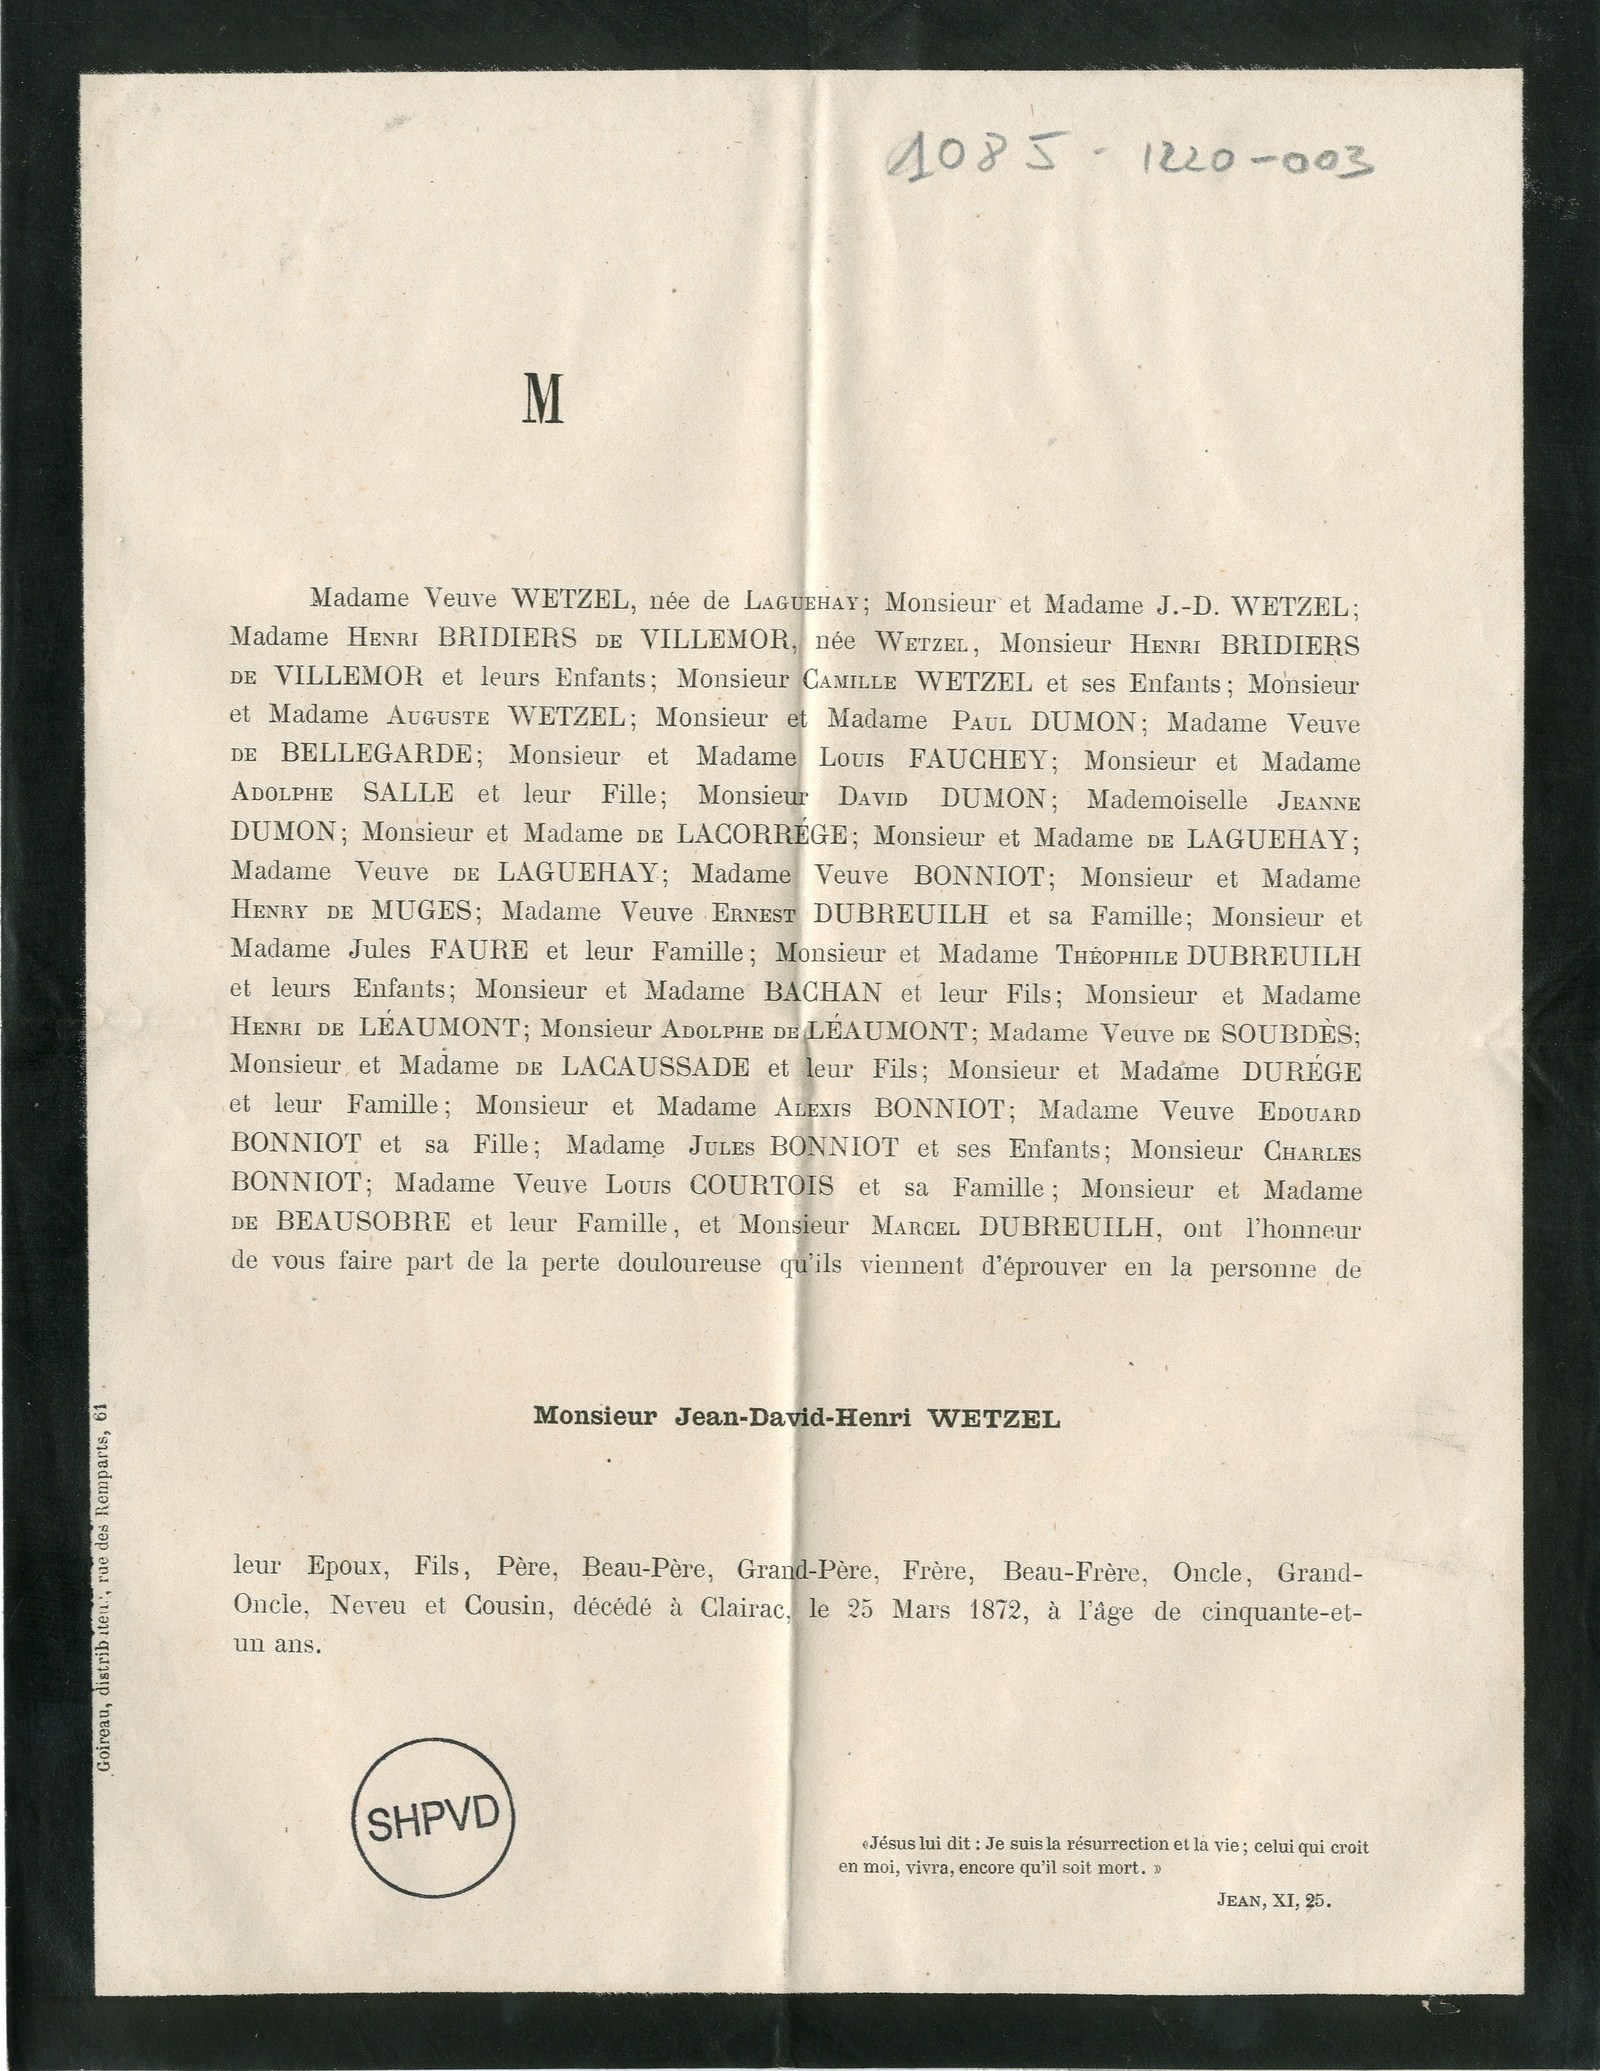 1085 - 1220-003
M
Madame Veuve WETZEL, née de LAGUEHAY; Monsieur et Madame J.-D. WETZEL;
Madame HENRI BRIDIERS DE VILLEMOR, née WETZEL, Monsieur HENRI BRIDIERS
DE VILLEMOR et leurs Enfants; Monsieur CAMILLE WETZEL et ses Enfants; Monsieur
et Madame AUGUSTE WETZEL; Monsieur et Madame PAUL DUMON; Madame Veuve
DE BELLEGARDE; Monsieur et Madame LOUIS FAUCHEY; Monsieur et Madame
ADOLPHE SALLE et leur Fille; Monsieur DAVID DUMON; Mademoiselle JEANNE
DUMON; Monsieur et Madame DE LACORRÉGE; Monsieur et Madame DE LAGUEHAY;
Madame Veuve DE LAGUEHAY; Madame Veuve BONNIOT; Monsieur et Madame
HENRY DE MUGES; Madame Veuve ERNEST DUBREUILH et sa Famille; Monsieur et
Madame Jules FAURE et leur Famille; Monsieur et Madame THÉOPHILE DUBREUILH
et leurs Enfants; Monsieur et Madame BACHAN et leur Fils; Monsieur et Madame
HENRI DE LÉAUMONT; Monsieur ADOLPHE DE LÉAUMONT; Madame Veuve DE SOUBDÈS;
Monsieur et Madame DE LACAUSSADE et leur Fils; Monsieur et Madame DURÉGE
et leur Famille; Monsieur et Madame ALEXIS BONNIOT; Madame Veuve EDOUARD
BONNIOT et sa Fille; Madame JULES BONNIOT et ses Enfants; Monsieur CHARLES
BONNIOT; Madame Veuve LOUIS COURTOIS et sa Famille; Monsieur et Madame
DE BEAUSOBRE et leur Famille, et Monsieur MARCEL DUBREUILH, ont l'honneur
de vous faire part de la perte douloureuse qu'ils viennent d'éprouver en la personne de
Monsieur Jean-David-Henri WETZEL
leur Epoux, Fils, Père, Beau-Père, Grand-Père, Frère, Beau-Frère, Oncle, Grand-
Oncle, Neveu et Cousin, décédé à Clairac, le 25 Mars 1872, à l'âge de cinquante-et-
un ans.
Goireau, distributeur, rue des Remparts, 61
SHPVD
«Jésus lui dit : Je suis la résurrection et la vie; celui qui croit
en moi, vivra, encore qu'il soit mort. »
JEAN, XI, 25.